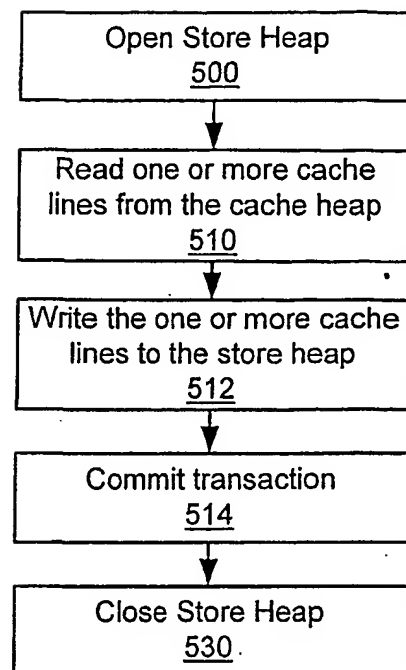 Open Store Heap
500
Read one or more cache
lines from the cache heap
510
Write the one or more cache
lines to the store heap
512
Commit transaction
514
Close Store Heap
530